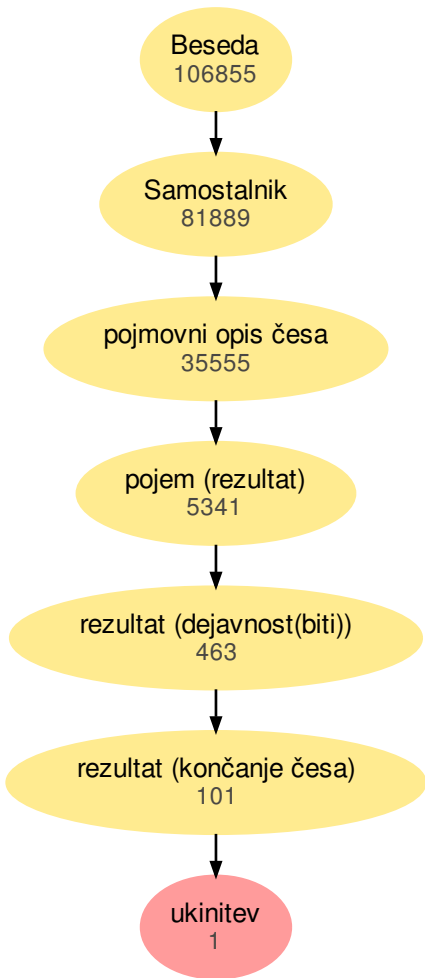 Beseda
106855
Samostalnik
81889
pojmovni opis česa
35555
pojem (rezultat)
5341
rezultat (dejavnost(biti))
463
rezultat (končanje česa)
101
ukinitev
1